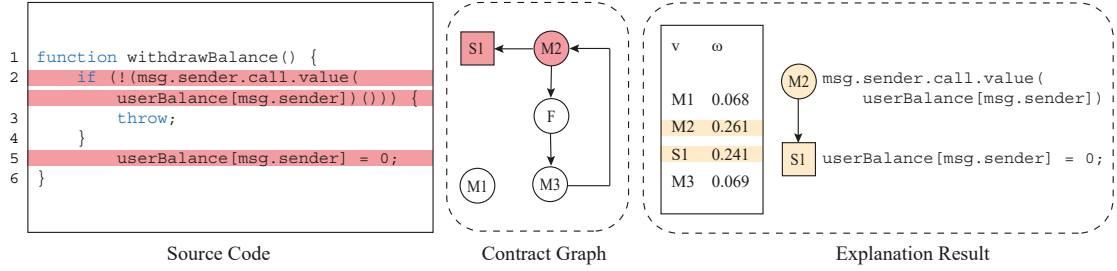 1 function withdrawBalance() {
2 if (!(msg.sender.call.value(
userBalance[msg.sender])())) {
3 throw;
4 }
5 userBalance[msg.sender] = 0;
6 }
Source Code
S1
M2
F
M1
M3
Contract Graph
v ω
M1 0.068
M2 0.261
S1 0.241
M3 0.069
M2 msg.sender.call.value(
userBalance[msg.sender])
S1 userBalance[msg.sender] = 0;
Explanation Result